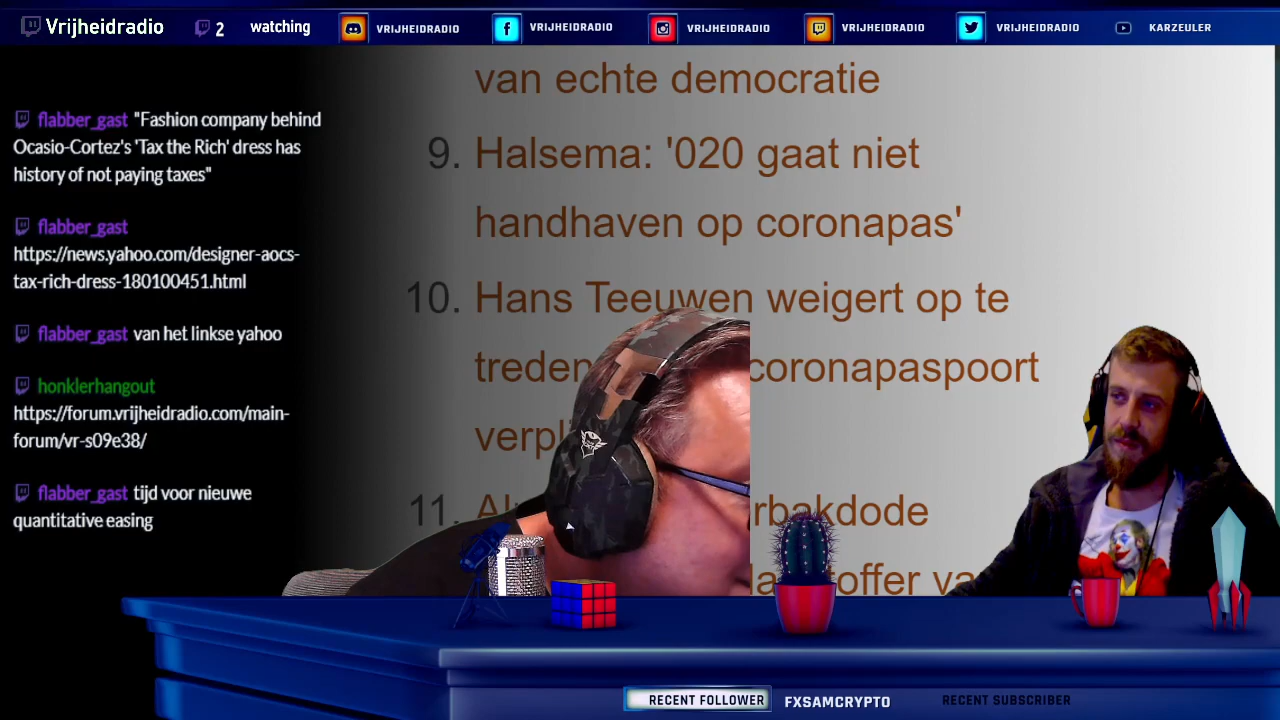 Vrijheidradio
2
watching
VRIJHEIDRADIO
VRIJHEIDRADIO
VRIJHEIDRADIO
VRIJHEIDRADIO
VRIJHEIDRADIO
KARZEULER
flabber_gast "Fashion company behind
Ocasio-Cortez's 'Tax the Rich' dress has
history of not paying taxes"
flabber_gast
https://news.yahoo.com/designer-aocs-
tax-rich-dress-180100451.html
flabber_gast van het linkse yahoo
honklerhangout
https://forum.vrijheidradio.com/main-
forum/vr-s09e38/
flabber_gast tijd voor nieuwe
quantitative easing
van echte democratie
9. Halsema: '020 gaat niet
handhaven op coronapas'
10. Hans Teeuwen weigert op te
treden coronapaspoort
11.
RECENT FOLLOWER
FXSAMCRYPTO
RECENT SUBSCRIBER